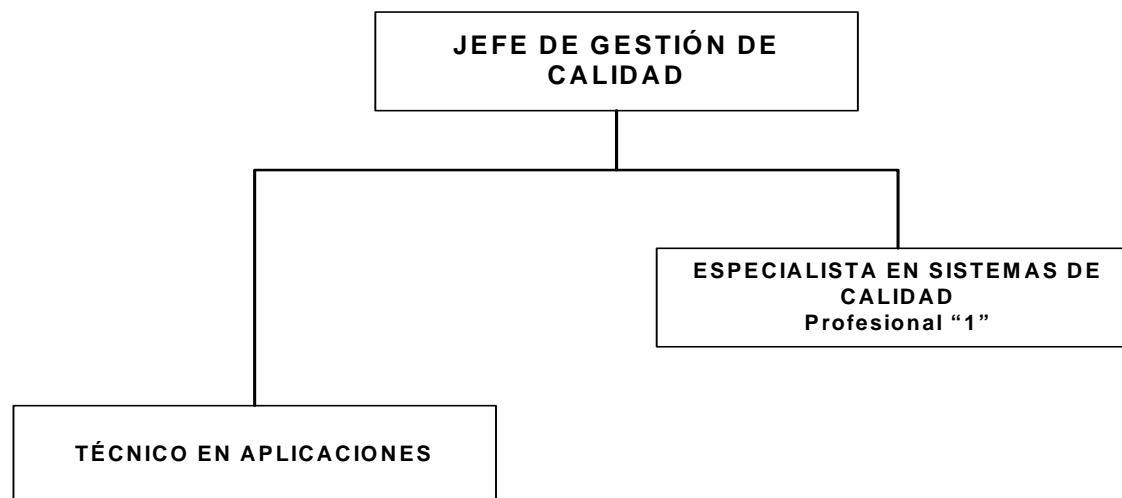 JEFE DE GESTIÓN DE
CALIDAD
ESPECIALISTA EN SISTEMAS DE
CALIDAD
Profesional “1”
TÉCNICO EN APLICACIONES